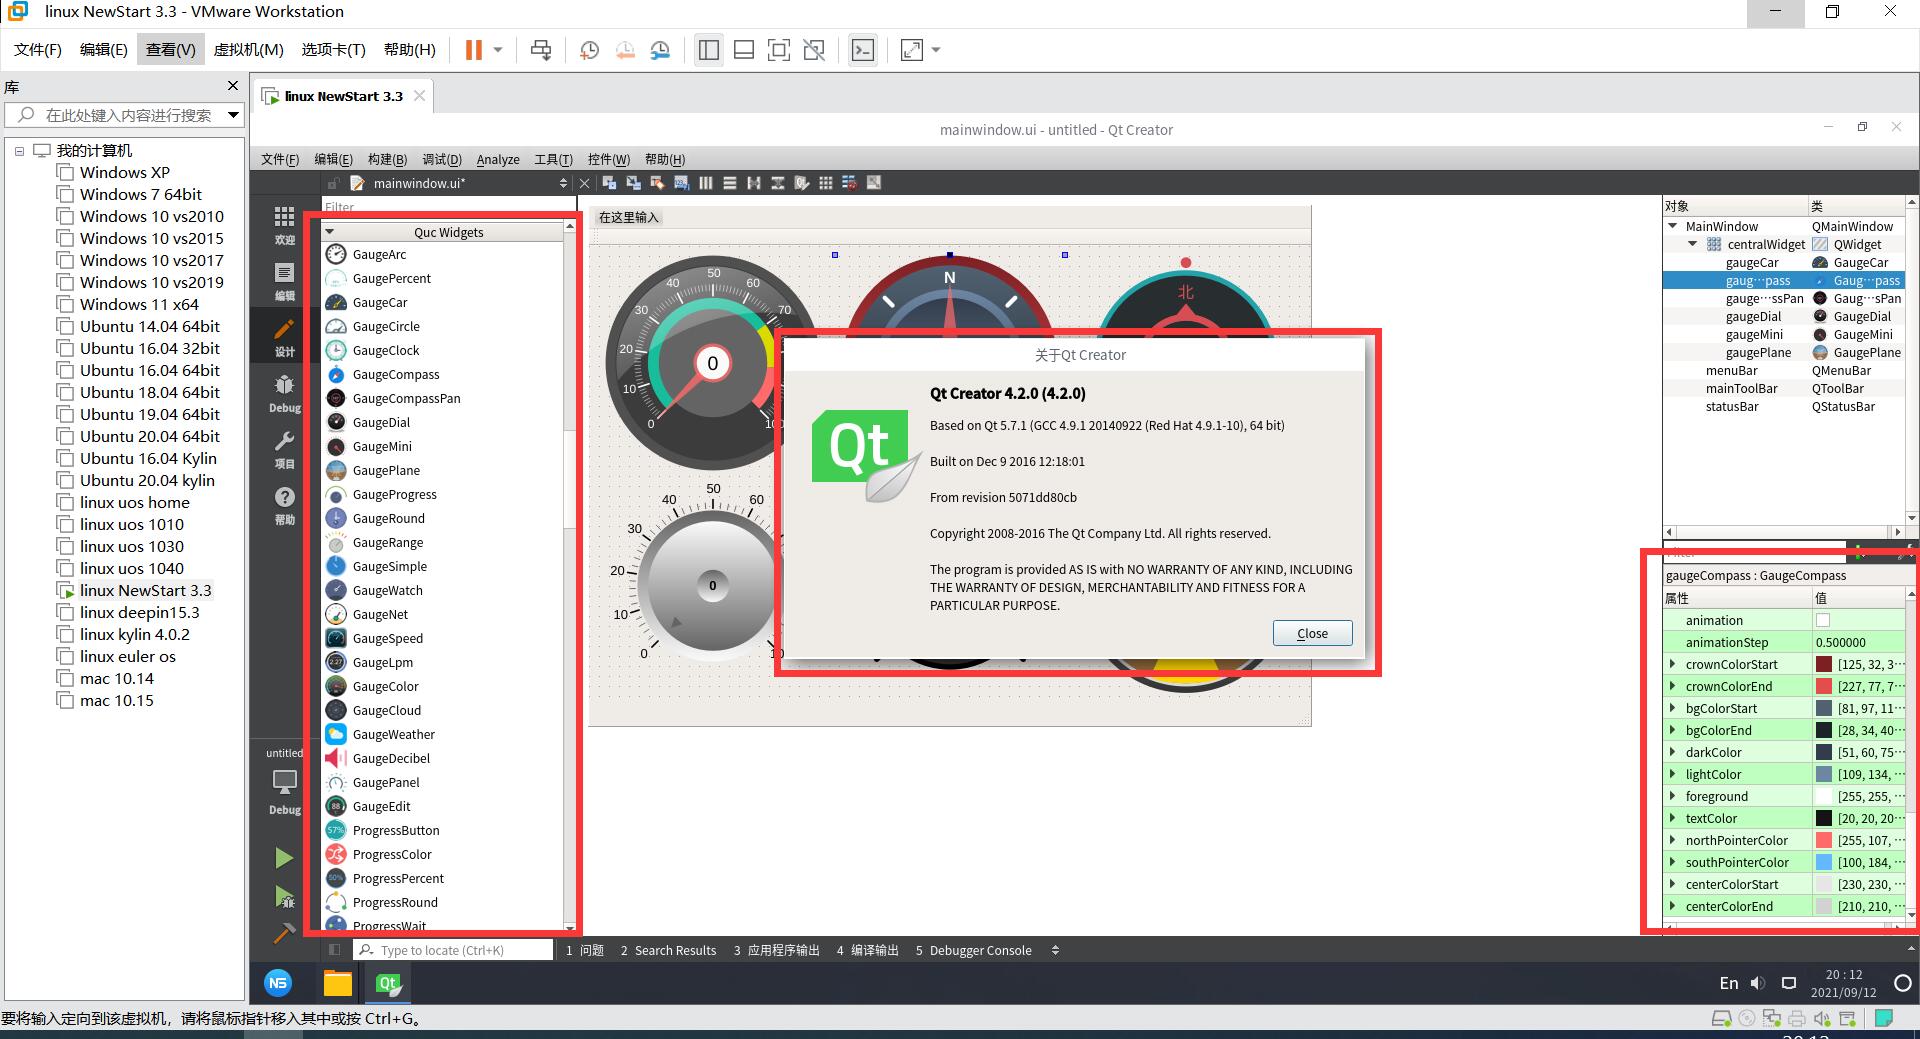 linux NewStart 3.3 - VMware Workstation
文件(F) 编辑(E) 查看(V) 虚拟机(M) 选项卡(T) 帮助(H)
库
在此处键入内容进行搜索
我的计算机
Windows XP
Windows 7 64bit
Windows 10 vs2010
Windows 10 vs2015
Windows 10 vs2017
Windows 10 vs2019
Windows 11 x64
Ubuntu 14.04 64bit
Ubuntu 16.04 32bit
Ubuntu 16.04 64bit
Ubuntu 18.04 64bit
Ubuntu 19.04 64bit
Ubuntu 20.04 64bit
Ubuntu 16.04 Kylin
Ubuntu 20.04 kylin
linux uos home
linux uos 1010
linux uos 1030
linux uos 1040
linux NewStart 3.3
linux deepin15.3
linux kylin 4.0.2
linux euler os
mac 10.14
mac 10.15
linux NewStart 3.3
mainwindow.ui - untitled - Qt Creator
文件(F) 编辑(E) 构建(B) 调试(D) Analyze 工具(T) 控件(W) 帮助(H)
mainwindow.ui*
欢迎
编辑
设计
Debug
项目
帮助
untitled
Debug
Filter
Quc Widgets
GaugeArc
GaugePercent
GaugeCar
GaugeCircle
GaugeClock
GaugeCompass
GaugeCompassPan
GaugeDial
GaugeMini
GaugePlane
GaugeProgress
GaugeRound
GaugeRange
GaugeSimple
GaugeWatch
GaugeNet
GaugeSpeed
GaugeLpm
GaugeColor
GaugeCloud
GaugeWeather
GaugeDecibel
GaugePanel
GaugeEdit
ProgressButton
ProgressColor
ProgressPercent
ProgressRound
ProgressWait
在这里输入
0 10 20 30 40 50 60 70
0
N
北
0 10 20 30 40 50 60
0
关于Qt Creator
Qt
Qt Creator 4.2.0 (4.2.0)
Based on Qt 5.7.1 (GCC 4.9.1 20140922 (Red Hat 4.9.1-10), 64 bit)
Built on Dec 9 2016 12:18:01
From revision 5071dd80cb
Copyright 2008-2016 The Qt Company Ltd. All rights reserved.
The program is provided AS IS with NO WARRANTY OF ANY KIND, INCLUDING
THE WARRANTY OF DESIGN, MERCHANTABILITY AND FITNESS FOR A
PARTICULAR PURPOSE.
Close
对象 类
MainWindow QMainWindow
centralWidget QWidget
gaugeCar GaugeCar
gaug···pass Gaug···pass
gauge···ssPan Gaug···sPan
gaugeDial GaugeDial
gaugeMini GaugeMini
gaugePlane GaugePlane
menuBar QMenuBar
mainToolBar QToolBar
statusBar QStatusBar
gaugeCompass : GaugeCompass
属性 值
animation
animationStep 0.500000
crownColorStart [125, 32, 3···
crownColorEnd [227, 77, 7···
bgColorStart [81, 97, 11···
bgColorEnd [28, 34, 40···
darkColor [51, 60, 75···
lightColor [109, 134, ···
foreground [255, 255, ···
textColor [20, 20, 20···
northPointerColor [255, 107, ···
southPointerColor [100, 184, ···
centerColorStart [230, 230, ···
centerColorEnd [210, 210, ···
Type to locate (Ctrl+K) 1 问题 2 Search Results 3 应用程序输出 4 编译输出 5 Debugger Console
NS Qt En 20 : 12
2021/09/12
要将输入定向到该虚拟机，请将鼠标指针移入其中或按 Ctrl+G。